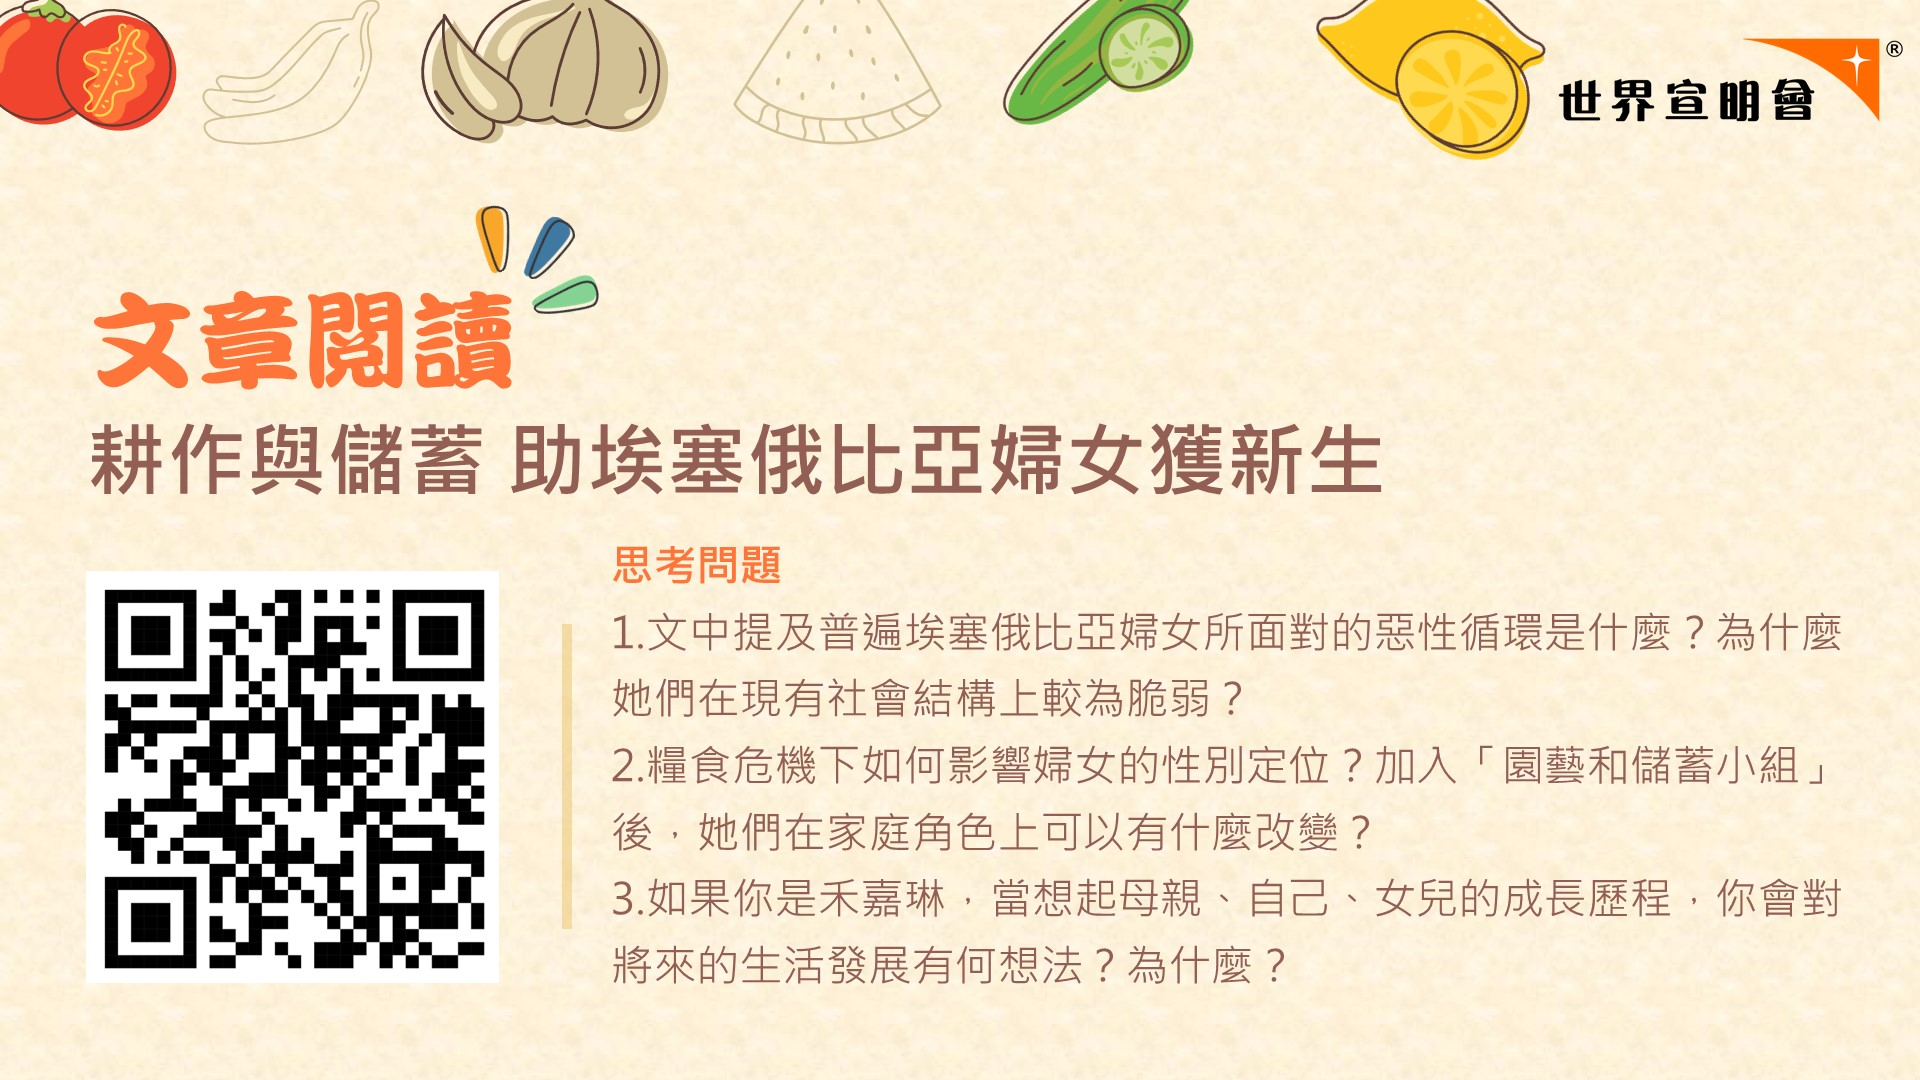 世界宣明會®
文章閱讀
耕作與儲蓄 助埃塞俄比亞婦女獲新生
思考問題
1.文中提及普遍埃塞俄比亞婦女所面對的惡性循環是什麼？為什麼
她們在現有社會結構上較為脆弱？
2.糧食危機下如何影響婦女的性別定位？加入「園藝和儲蓄小組」
後，她們在家庭角色上可以有什麼改變？
3.如果你是禾嘉琳，當想起母親、自己、女兒的成長歷程，你會對
將來的生活發展有何想法？為什麼？